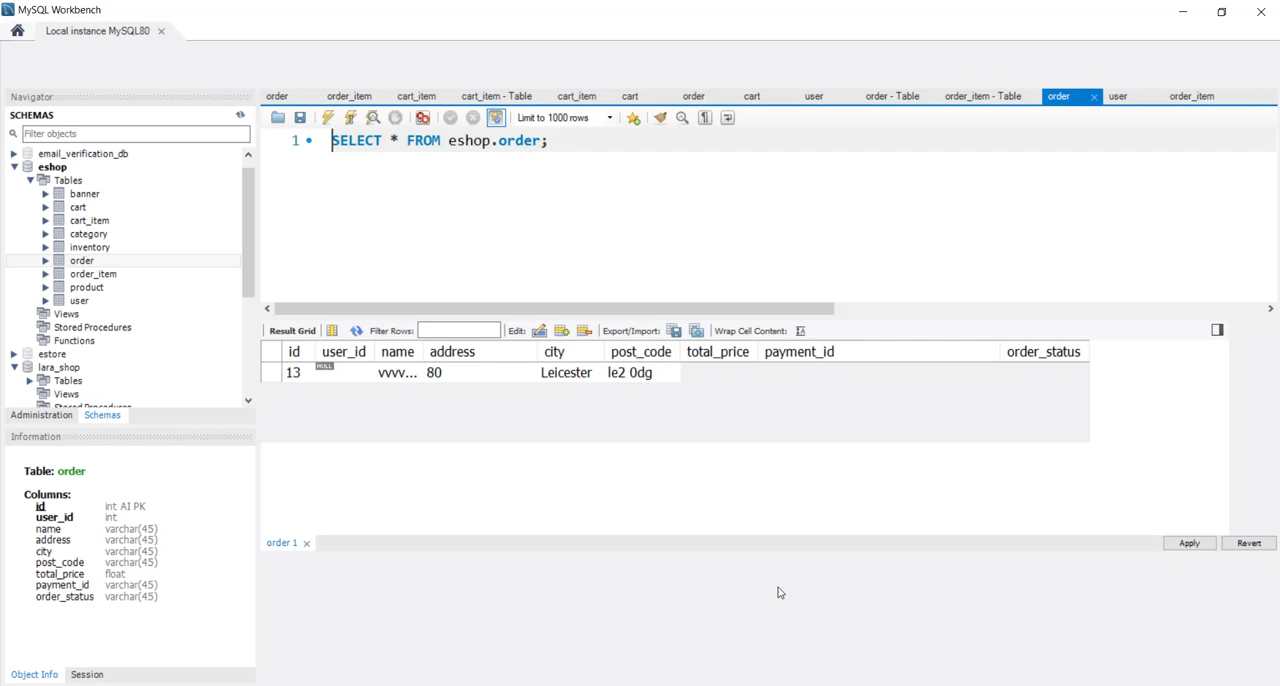 MySQL Workbench
Local instance MySQL80
Navigator
SCHEMAS
Filter objects
email_verification_db
eshop
Tables
banner
cart
cart_item
category
inventory
order
order_item
product
user
Views
Stored Procedures
Functions
estore
lara_shop
Tables
Views
Stored Procedures
Administration Schemas
Information
Table: order
Columns:
id int AI PK
user_id int
name varchar(45)
address varchar(45)
city varchar(45)
post_code varchar(45)
total_price float
payment_id varchar(45)
order_status varchar(45)
Object Info Session
order order_item cart_item cart_item - Table cart_item cart order cart user order - Table order_item - Table order user order_item
Limit to 1000 rows
1 SELECT * FROM eshop.order;
Result Grid Filter Rows: Edit: Export/Import: Wrap Cell Content: IA
id user_id name address city post_code total_price payment_id order_status
13 NULL vvvv... 80 Leicester le2 0dg
order 1 Apply Revert